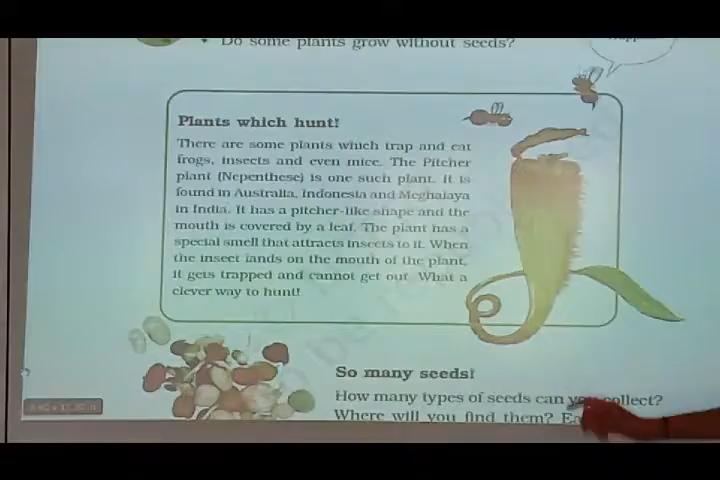 Do some plants grow without seeds?
Plants which hunt!
There are some plants which trap and eat
frogs, insects and even mice. The Pitcher
plant (Nepenthese) is one such plant. It is
found in Australia, Indonesia and Meghalaya
in India. It has a pitcher-like shape and the
mouth is covered by a leaf. The plant has a
special smell that attracts insects to it. When
the insect lands on the mouth of the plant,
it gets trapped and cannot get out. What a
clever way to hunt!
So many seeds!
How many types of seeds can you collect?
Where will you find them?